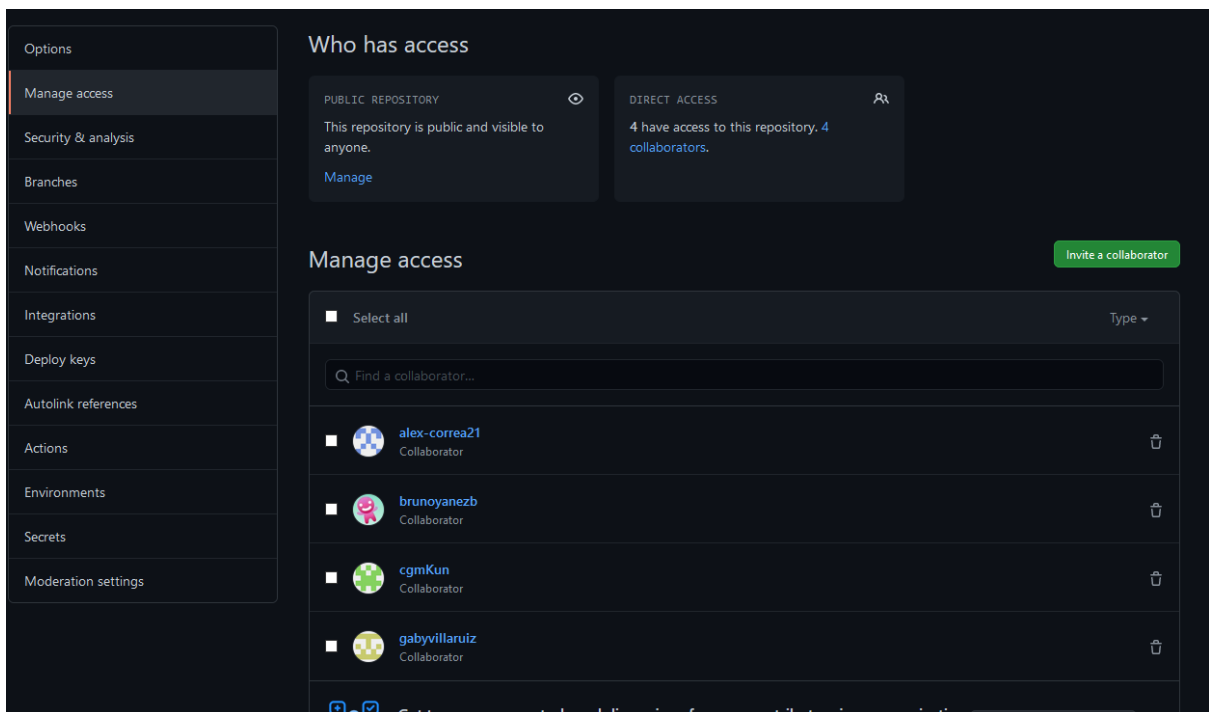 Options
Manage access
Security & analysis
Branches
Webhooks
Notifications
Integrations
Deploy keys
Autolink references
Actions
Environments
Secrets
Moderation settings
Who has access
PUBLIC REPOSITORY
This repository is public and visible to
anyone.
Manage
DIRECT ACCESS
4 have access to this repository. 4
collaborators.
Manage access
Invite a collaborator
Select all
Type
Find a collaborator...
alex-correa21
Collaborator
brunoyanezb
Collaborator
cgmKun
Collaborator
gabyvillaruiz
Collaborator